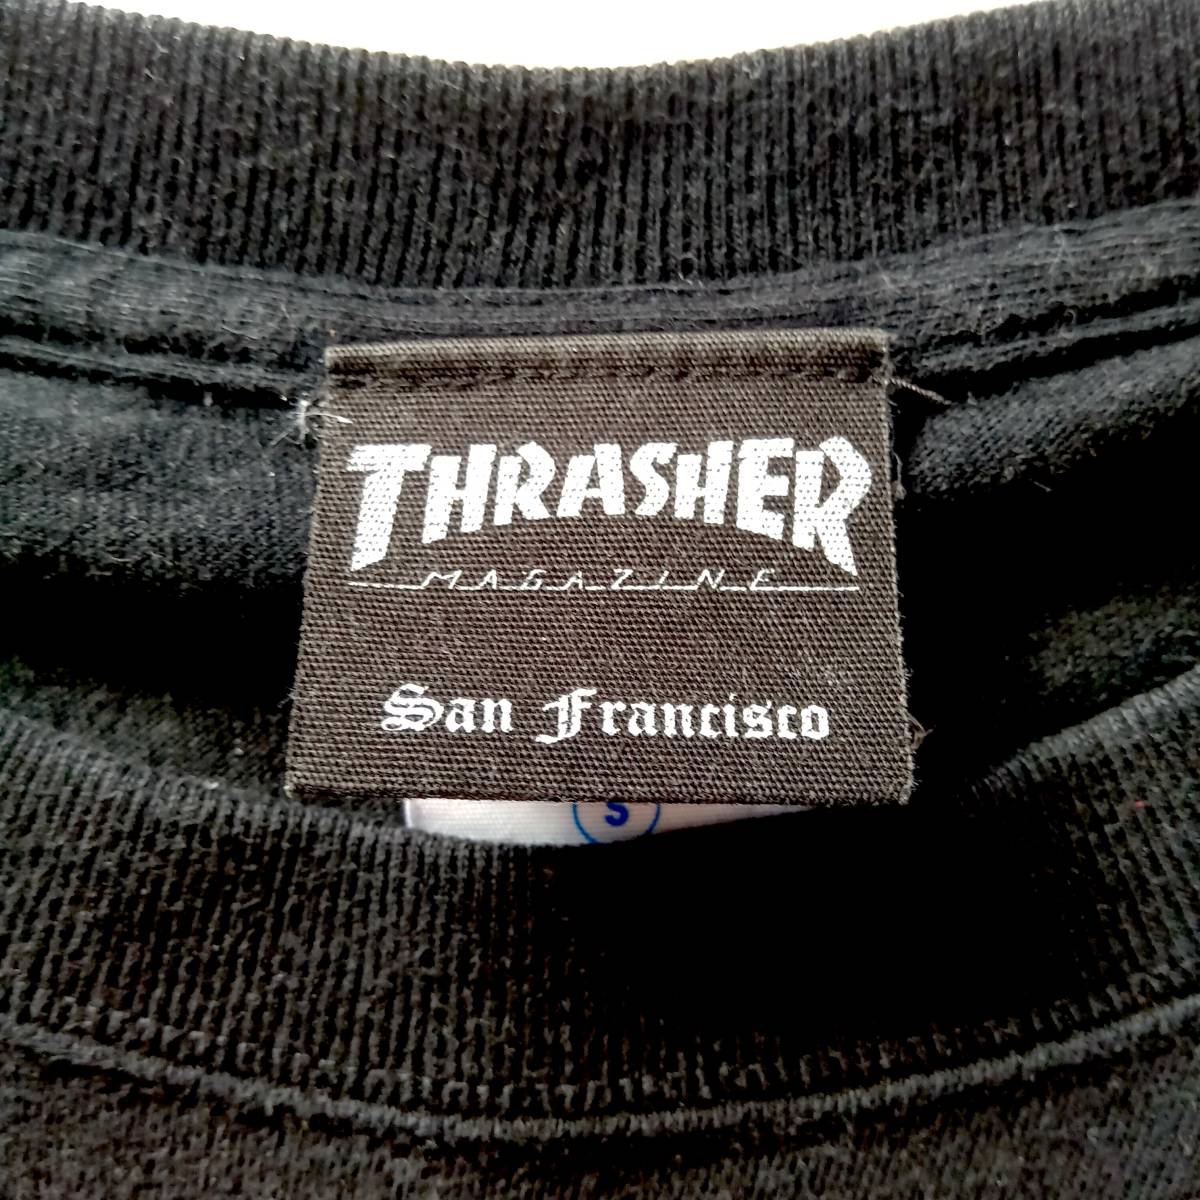 THRASHER
MAGAZINE
San Francisco
S